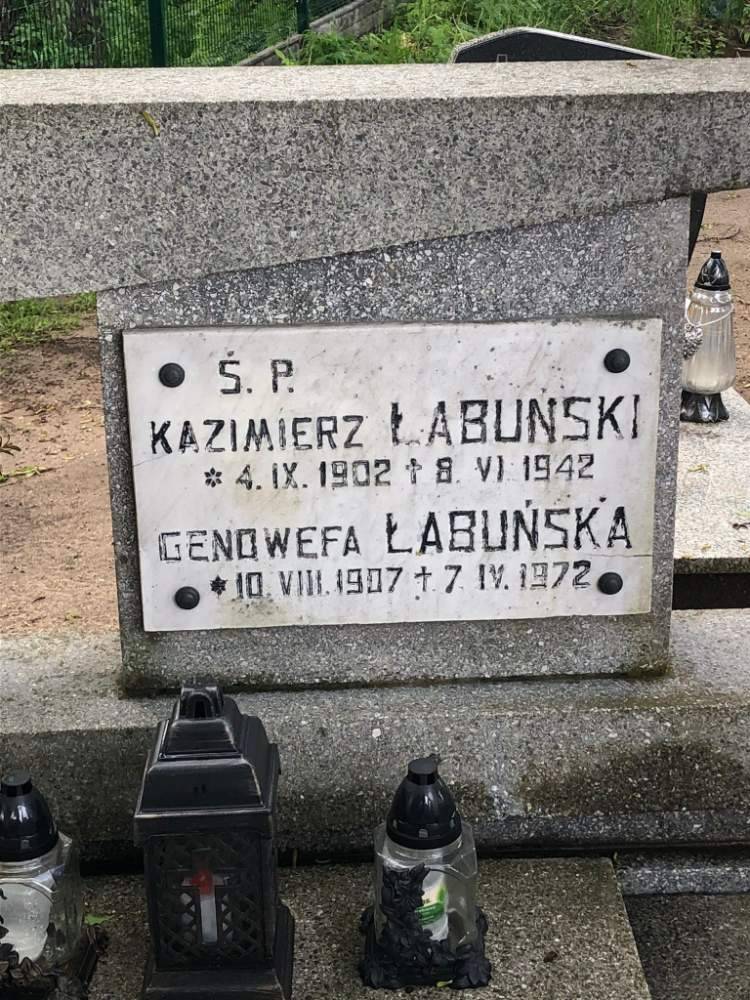 Ś. P.
KAZIMIERZ ŁABUŃSKI
* 4. IX. 1902 † 8. VI 1942
GENOWEFA ŁABUŃSKA
* 10. VIII. 1907 † 7. IV. 1972